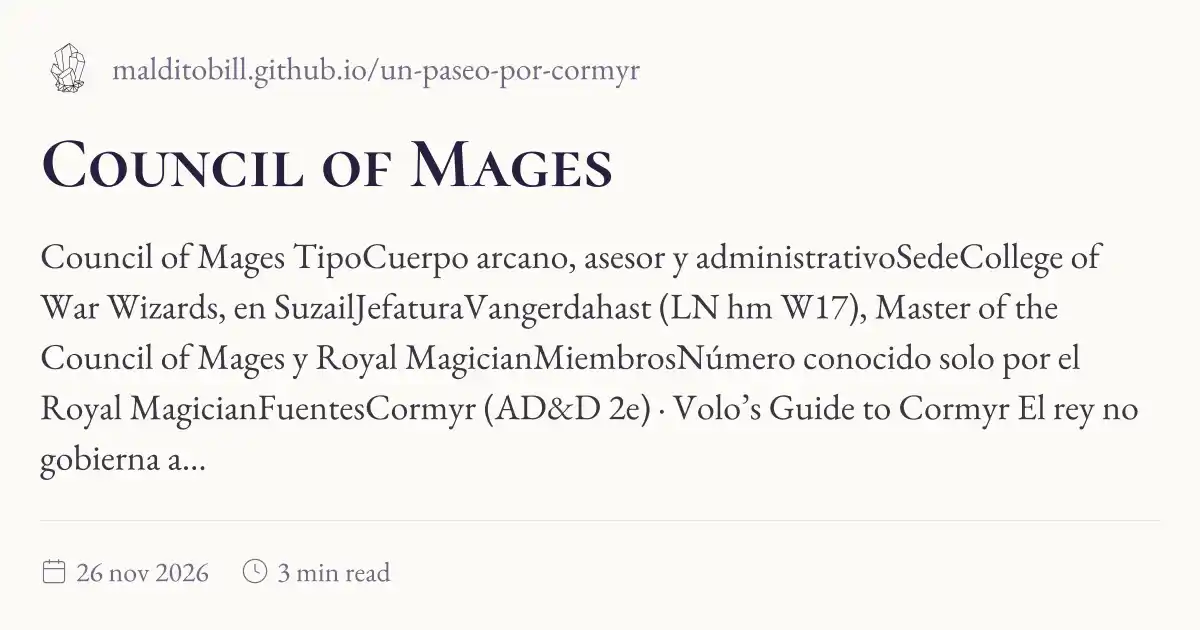 malditobill.github.io/un-paseo-por-cormyr
Council of Mages
Council of Mages TipoCuerpo arcano, asesor y administrativoSedeCollege of
War Wizards, en SuzailJefaturaVangerdahast (LN hm W17), Master of the
Council of Mages y Royal MagicianMiembrosNúmero conocido solo por el
Royal MagicianFuentesCormyr (AD&D 2e) · Volo’s Guide to Cormyr El rey no
gobierna a...
26 nov 2026 3 min read